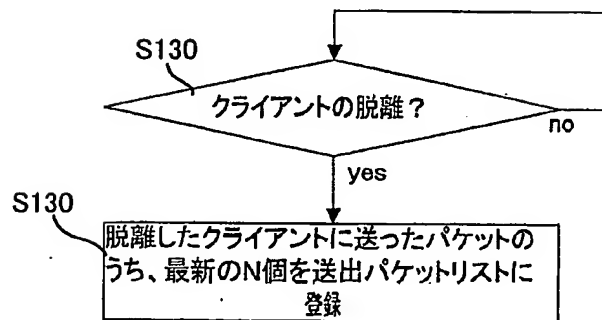 S130
クライアントの脱離？
no
yes
S130
脱離したクライアントに送ったパケットの
うち、最新のN個を送出パケットリストに
登録